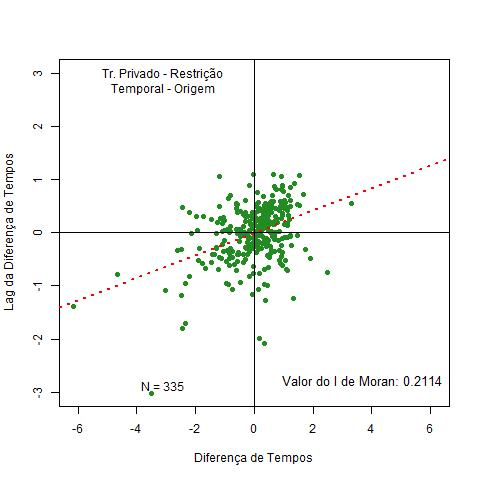 Tr. Privado - Restrição
Temporal - Origem
3
2
1
0
-1
-2
-3
Lag da Diferença de Tempos
N = 335
Valor do I de Moran: 0.2114
-6 -4 -2 0 2 4 6
Diferença de Tempos